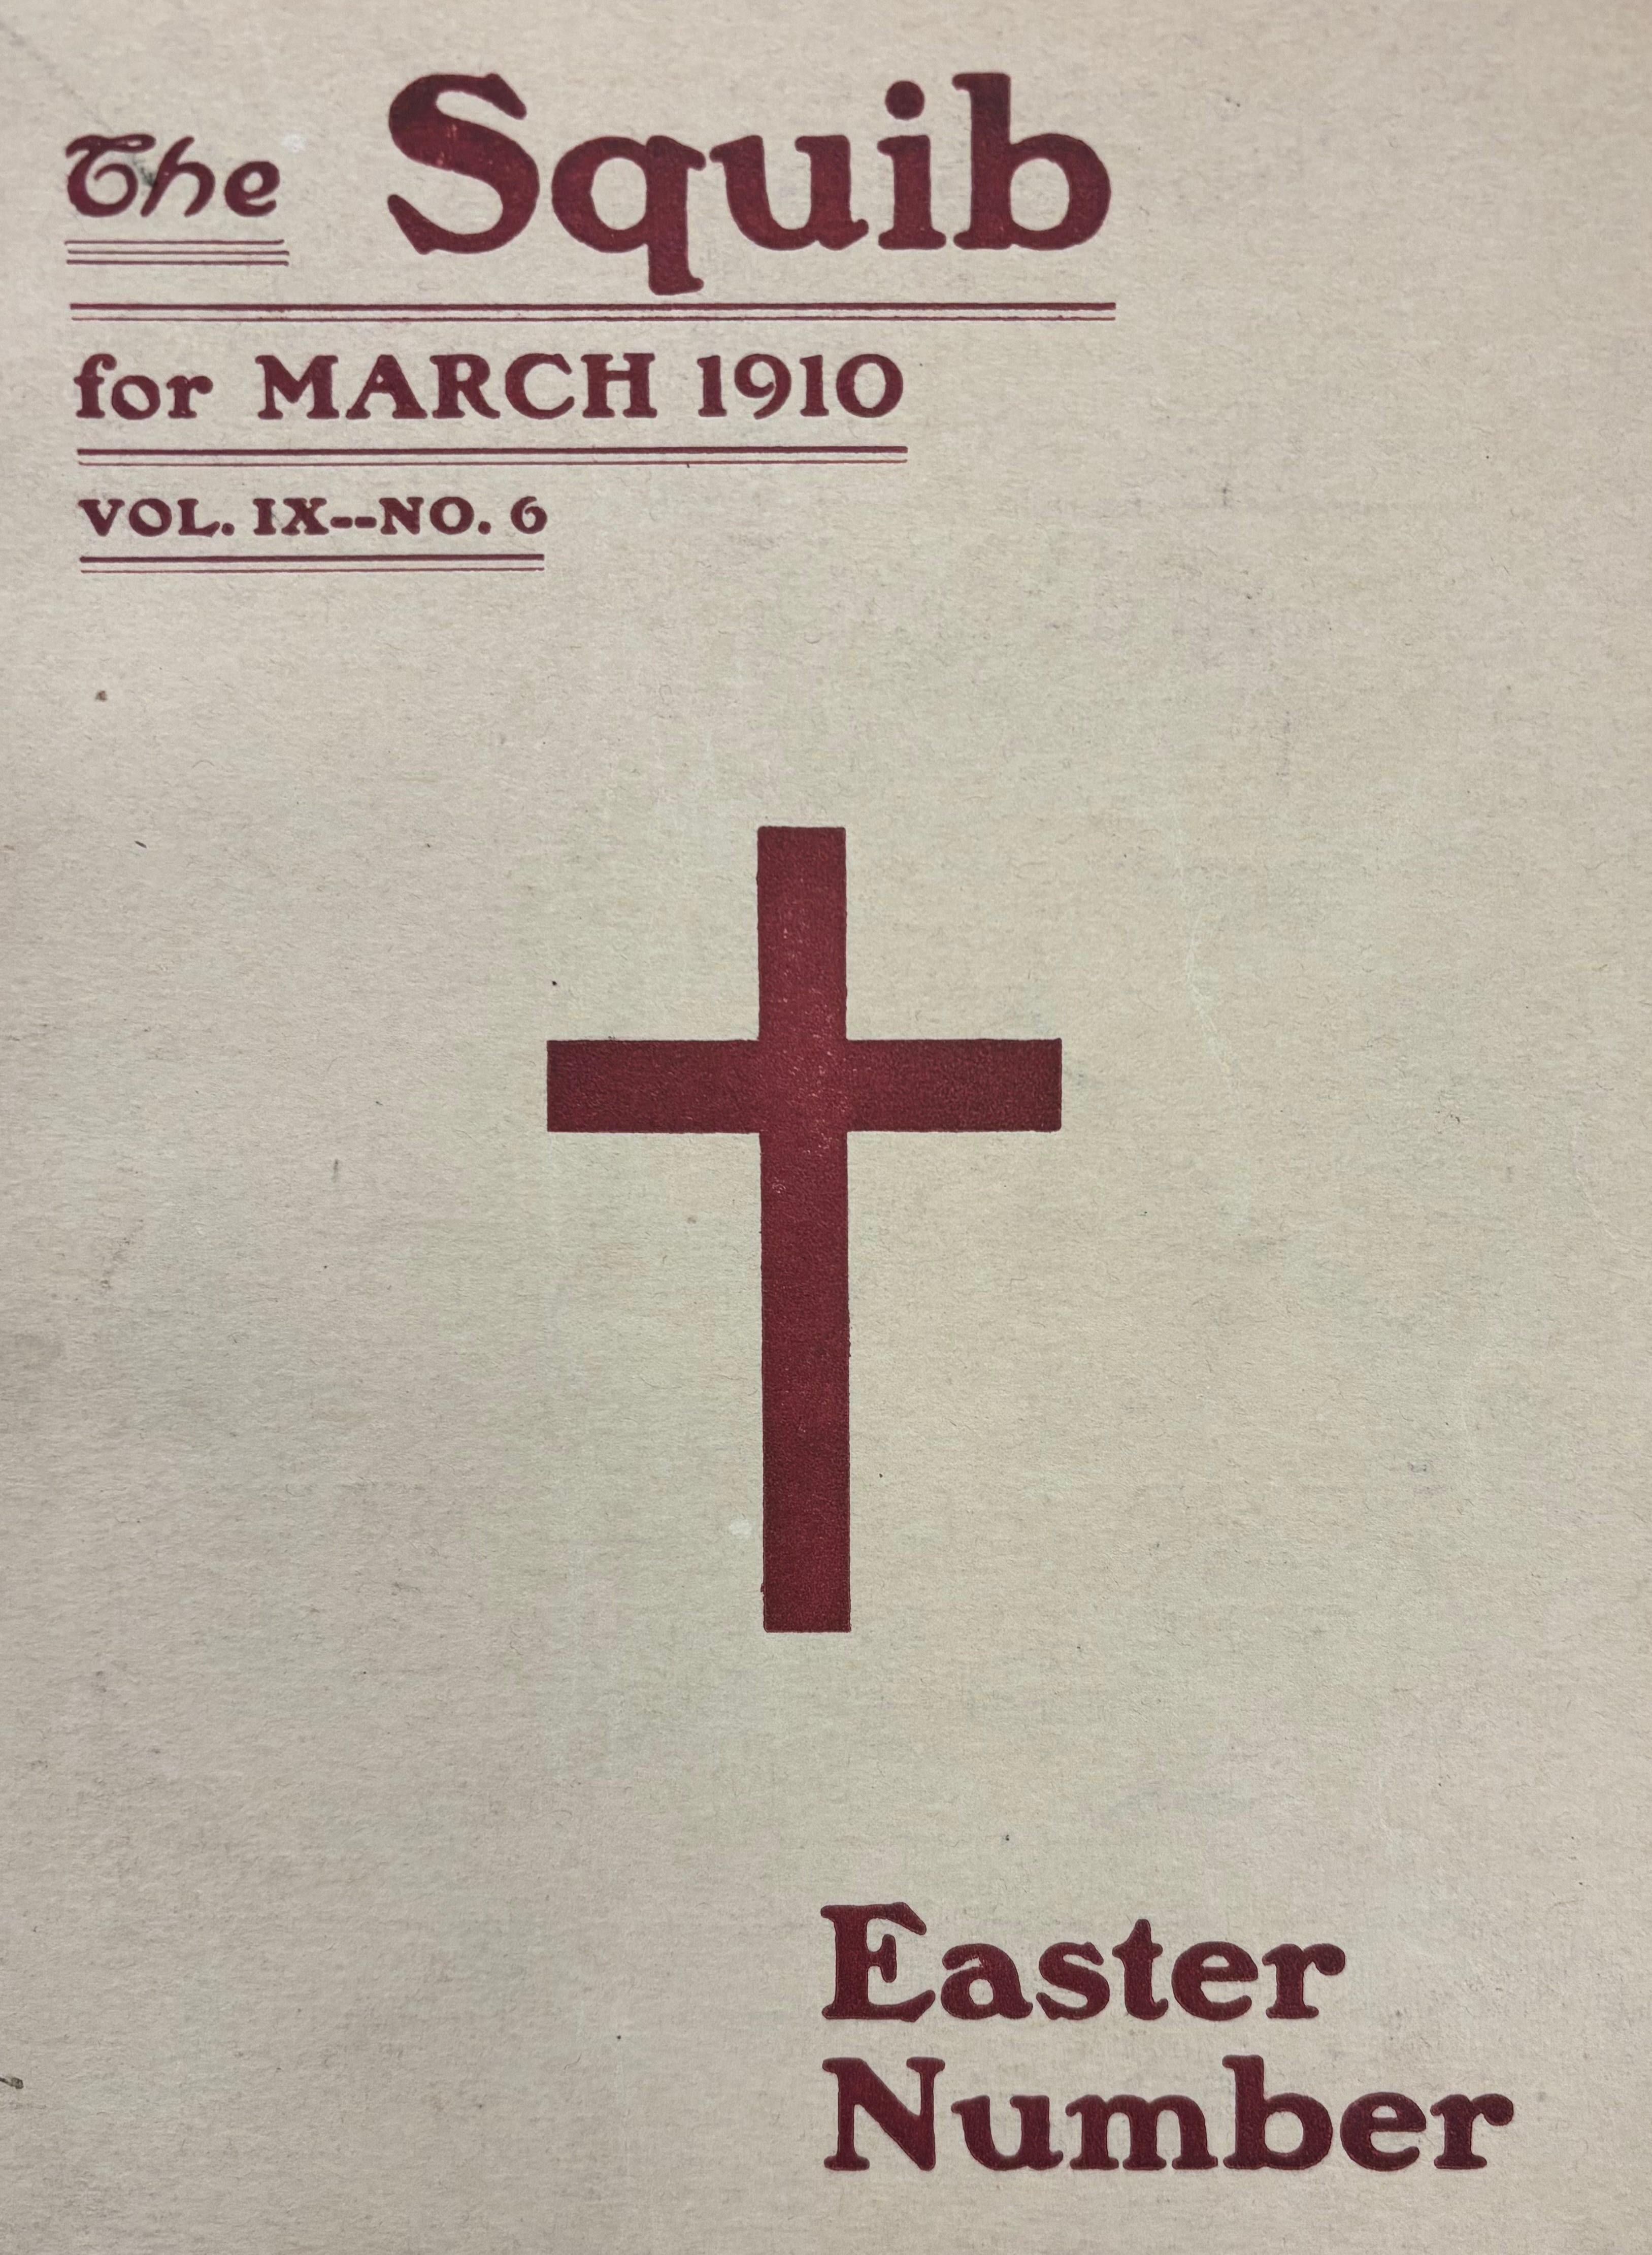 The Squib
for MARCH 1910
VOL. IX--NO. 6
Easter
Number